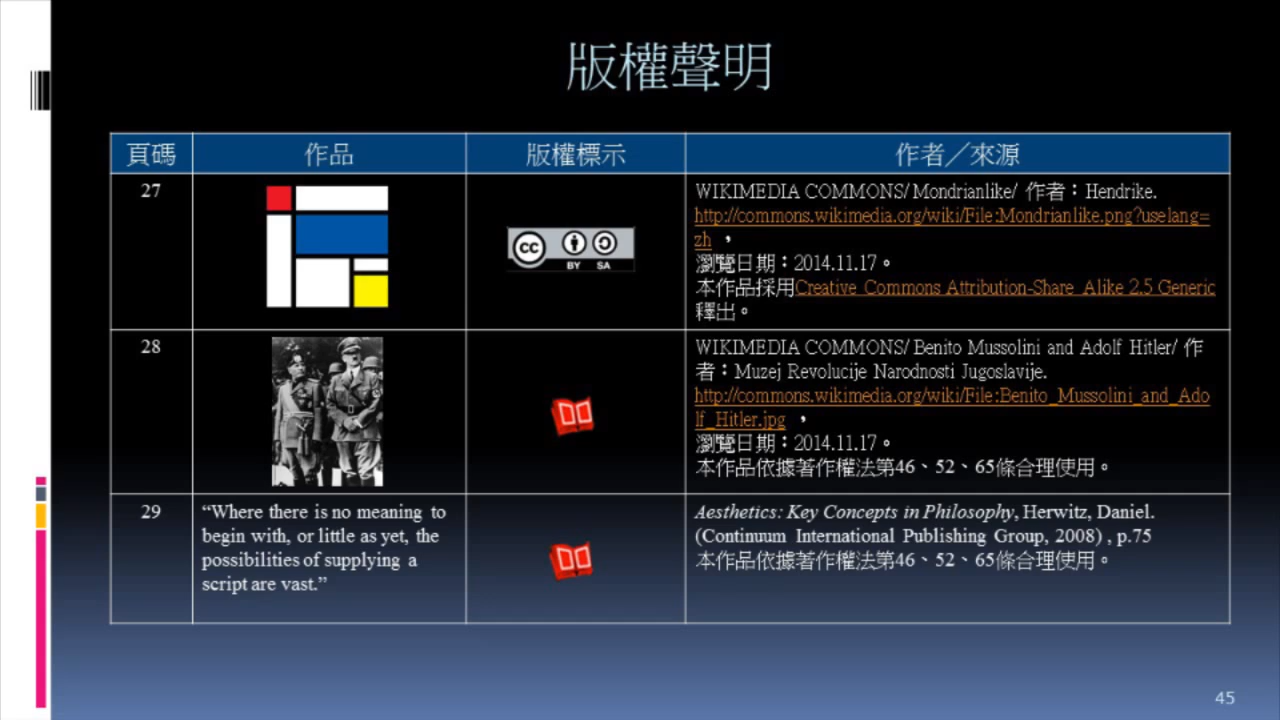 版權聲明
頁碼
作品
版權標示
作者／來源
27
cc
BY SA
WIKIMEDIA COMMONS/ Mondrianlike/ 作者：Hendrike.
http://commons.wikimedia.org/wiki/File:Mondrianlike.png?uselang=
zh ，
瀏覽日期：2014.11.17。
本作品採用Creative Commons Attribution-Share Alike 2.5 Generic
釋出。
28
WIKIMEDIA COMMONS/ Benito Mussolini and Adolf Hitler/ 作
者：Muzej Revolucije Narodnosti Jugoslavije.
http://commons.wikimedia.org/wiki/File:Benito_Mussolini_and_Ado
lf_Hitler.jpg ，
瀏覽日期：2014.11.17。
本作品依據著作權法第46、52、65條合理使用。
29
“Where there is no meaning to
begin with, or little as yet, the
possibilities of supplying a
script are vast.”
Aesthetics: Key Concepts in Philosophy, Herwitz, Daniel.
(Continuum International Publishing Group, 2008) , p.75
本作品依據著作權法第46、52、65條合理使用。
45